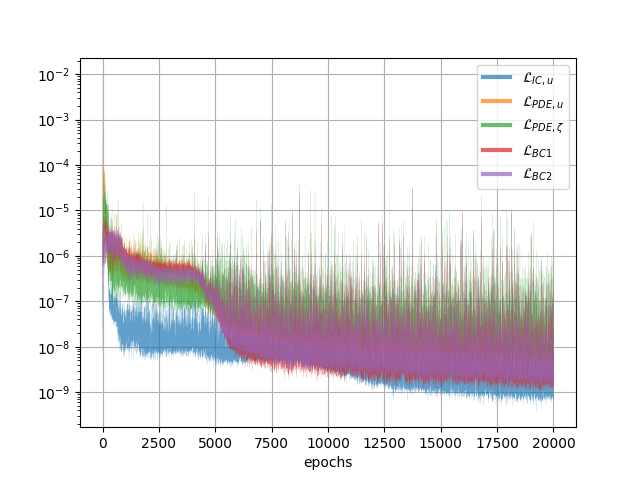 10⁻²
10⁻³
10⁻⁴
10⁻⁵
10⁻⁶
10⁻⁷
10⁻⁸
10⁻⁹
0 2500 5000 7500 10000 12500 15000 17500 20000
epochs
ℒ_{IC, u}
ℒ_{PDE, u}
ℒ_{PDE, ζ}
ℒ_{BC1}
ℒ_{BC2}